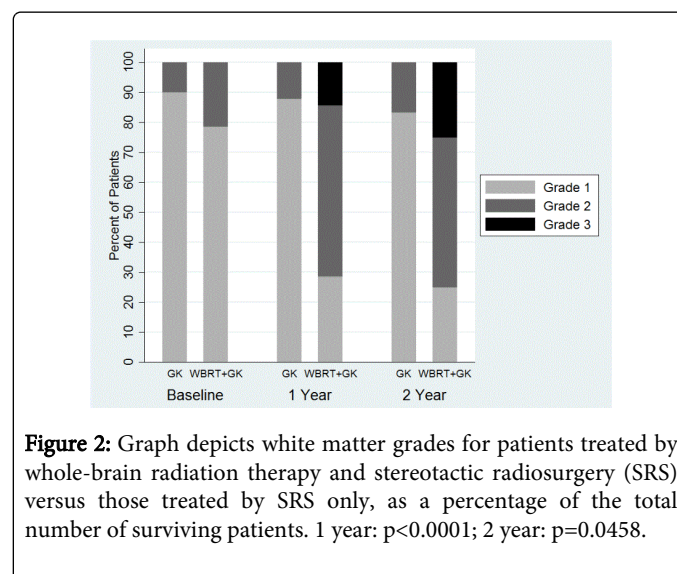 100
90
80
70
60
50
40
30
20
10
0
Percent of Patients
GK WBRT+GK GK WBRT+GK GK WBRT+GK
Baseline 1 Year 2 Year
Grade 1
Grade 2
Grade 3
Figure 2: Graph depicts white matter grades for patients treated by
whole-brain radiation therapy and stereotactic radiosurgery (SRS)
versus those treated by SRS only, as a percentage of the total
number of surviving patients. 1 year: p<0.0001; 2 year: p=0.0458.